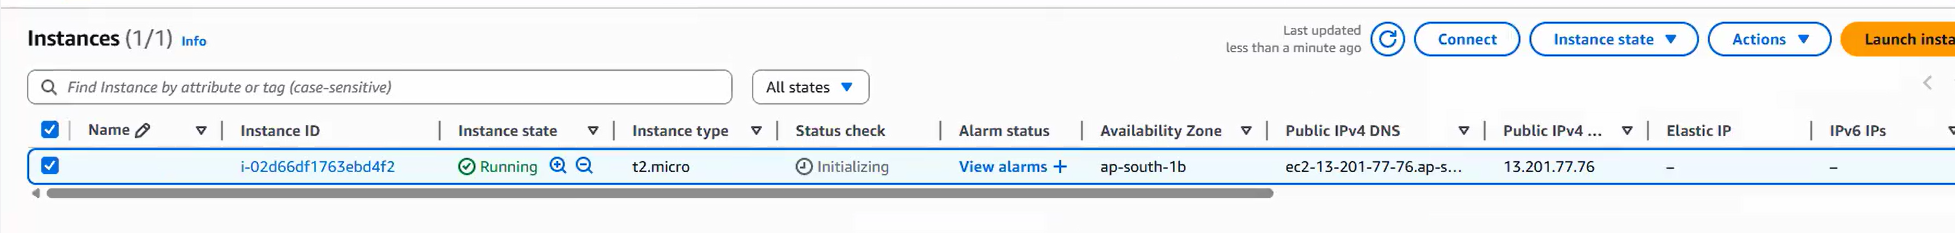 Instances (1/1) Info
Last updated
less than a minute ago
Connect
Instance state
Actions
Launch insta
Find Instance by attribute or tag (case-sensitive)
All states
Name Instance ID Instance state Instance type Status check Alarm status Availability Zone Public IPv4 DNS Public IPv4 ... Elastic IP IPv6 IPs
i-02d66df1763ebd4f2 Running t2.micro Initializing View alarms + ap-south-1b ec2-13-201-77-76.ap-s... 13.201.77.76 – –